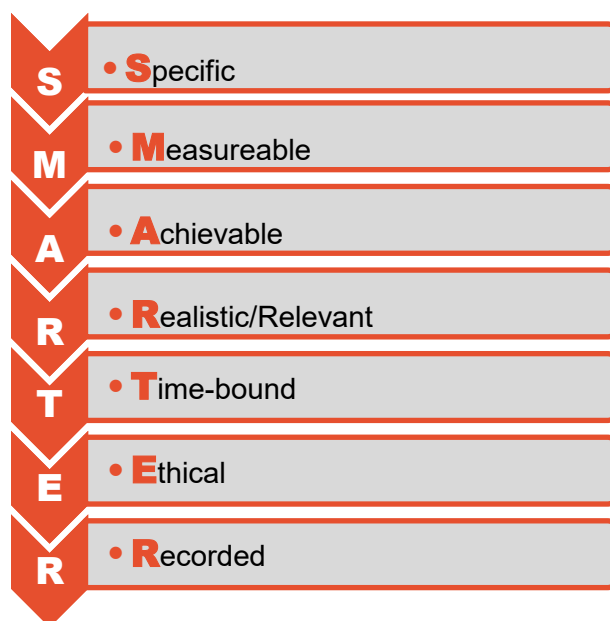 S
• Specific
M
• Measureable
A
• Achievable
R
• Realistic/Relevant
T
• Time-bound
E
• Ethical
R
• Recorded